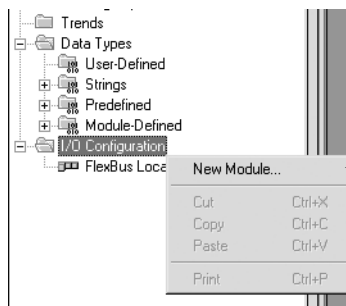 Trends
Data Types
User-Defined
Strings
Predefined
Module-Defined
I/O Configuration
FlexBus Loca
New Module...
Cut Ctrl+X
Copy Ctrl+C
Paste Ctrl+V
Print Ctrl+P